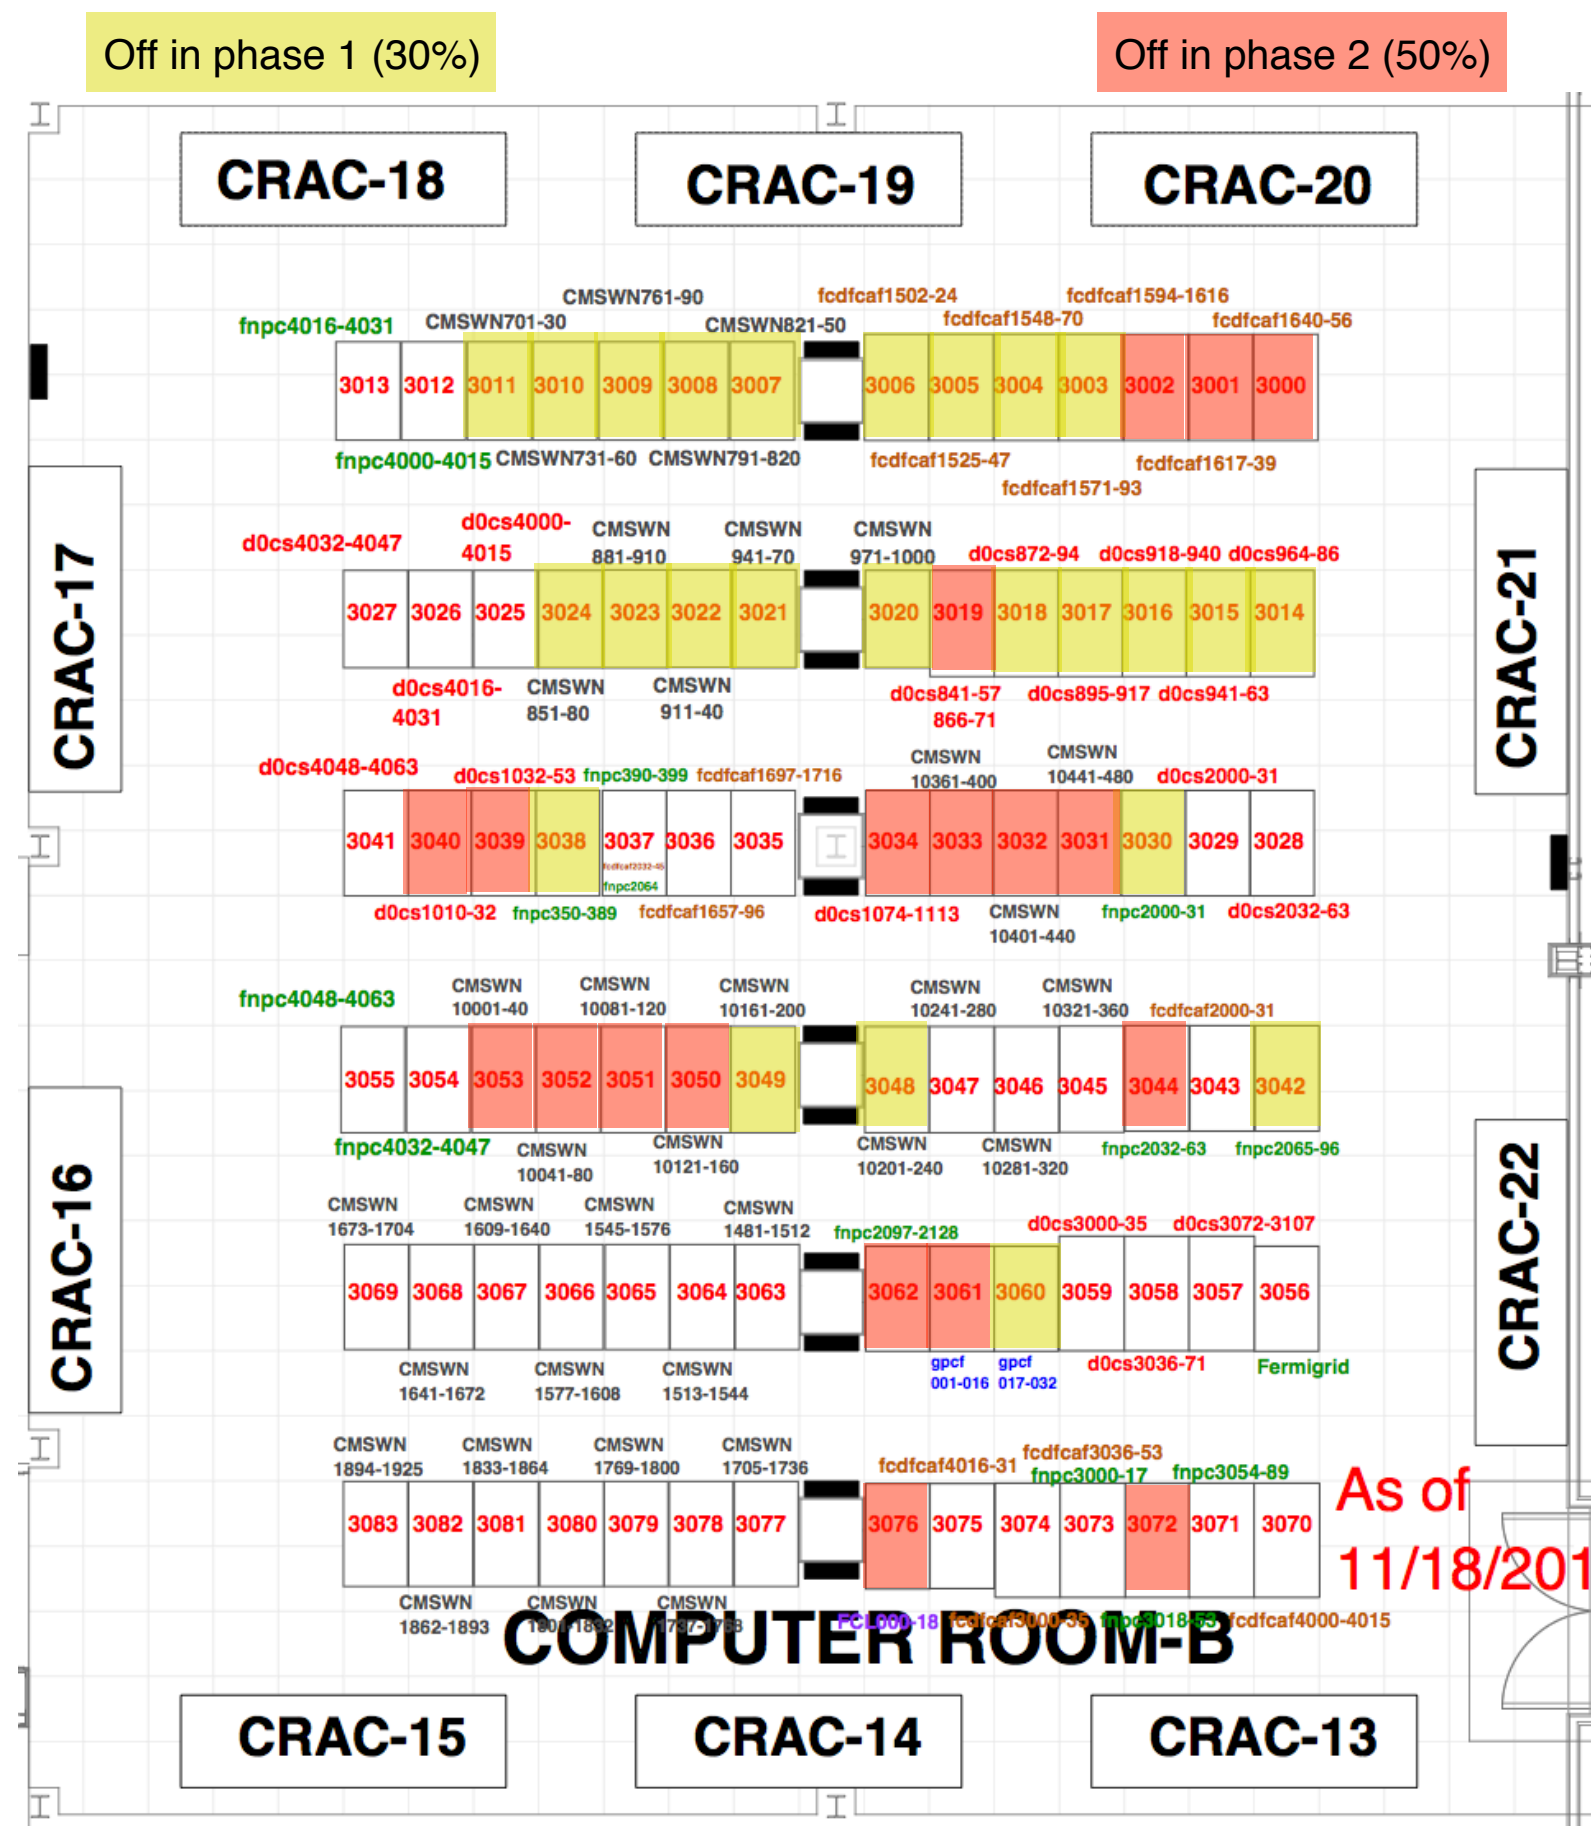 Off in phase 1 (30%)
Off in phase 2 (50%)
CRAC-18
CRAC-19
CRAC-20
CMSWN761-90
fcdfcaf1502-24
fcdfcaf1594-1616
fnpc4016-4031
CMSWN701-30
CMSWN821-50
fcdfcaf1548-70
fcdfcaf1640-56
3013 3012 3011 3010 3009 3008 3007 3006 3005 3004 3003 3002 3001 3000
fnpc4000-4015
CMSWN731-60
CMSWN791-820
fcdfcaf1525-47
fcdfcaf1617-39
fcdfcaf1571-93
CRAC-17
CRAC-21
d0cs4032-4047
d0cs4000-
4015
CMSWN
881-910
CMSWN
941-70
CMSWN
971-1000
d0cs872-94
d0cs918-940
d0cs964-86
3027 3026 3025 3024 3023 3022 3021 3020 3019 3018 3017 3016 3015 3014
d0cs4016-
4031
CMSWN
851-80
CMSWN
911-40
d0cs841-57
866-71
d0cs895-917
d0cs941-63
d0cs4048-4063
d0cs1032-53
fnpc390-399
fcdfcaf1697-1716
CMSWN
10361-400
CMSWN
10441-480
d0cs2000-31
3041 3040 3039 3038 3037 3036 3035 3034 3033 3032 3031 3030 3029 3028
fcdfcaf2032-45
fnpc2064
d0cs1010-32
fnpc350-389
fcdfcaf1657-96
d0cs1074-1113
CMSWN
10401-440
fnpc2000-31
d0cs2032-63
fnpc4048-4063
CMSWN
10001-40
CMSWN
10081-120
CMSWN
10161-200
CMSWN
10241-280
CMSWN
10321-360
fcdfcaf2000-31
3055 3054 3053 3052 3051 3050 3049 3048 3047 3046 3045 3044 3043 3042
fnpc4032-4047
CMSWN
10041-80
CMSWN
10121-160
CMSWN
10201-240
CMSWN
10281-320
fnpc2032-63
fnpc2065-96
CRAC-16
CRAC-22
CMSWN
1673-1704
CMSWN
1609-1640
CMSWN
1545-1576
CMSWN
1481-1512
fnpc2097-2128
d0cs3000-35
d0cs3072-3107
3069 3068 3067 3066 3065 3064 3063 3062 3061 3060 3059 3058 3057 3056
CMSWN
1641-1672
CMSWN
1577-1608
CMSWN
1513-1544
gpcf
001-016
gpcf
017-032
d0cs3036-71
Fermigrid
CMSWN
1894-1925
CMSWN
1833-1864
CMSWN
1769-1800
CMSWN
1705-1736
fcdfcaf4016-31
fcdfcaf3036-53
fnpc3000-17
fnpc3054-89
3083 3082 3081 3080 3079 3078 3077 3076 3075 3074 3073 3072 3071 3070
As of
11/18/201
CMSWN
1862-1893
CMSWN
1801-1832
CMSWN
1737-1768
FCL000-18
fcdfcaf3000-35
fnpc3018-53
fcdfcaf4000-4015
COMPUTER ROOM-B
CRAC-15
CRAC-14
CRAC-13